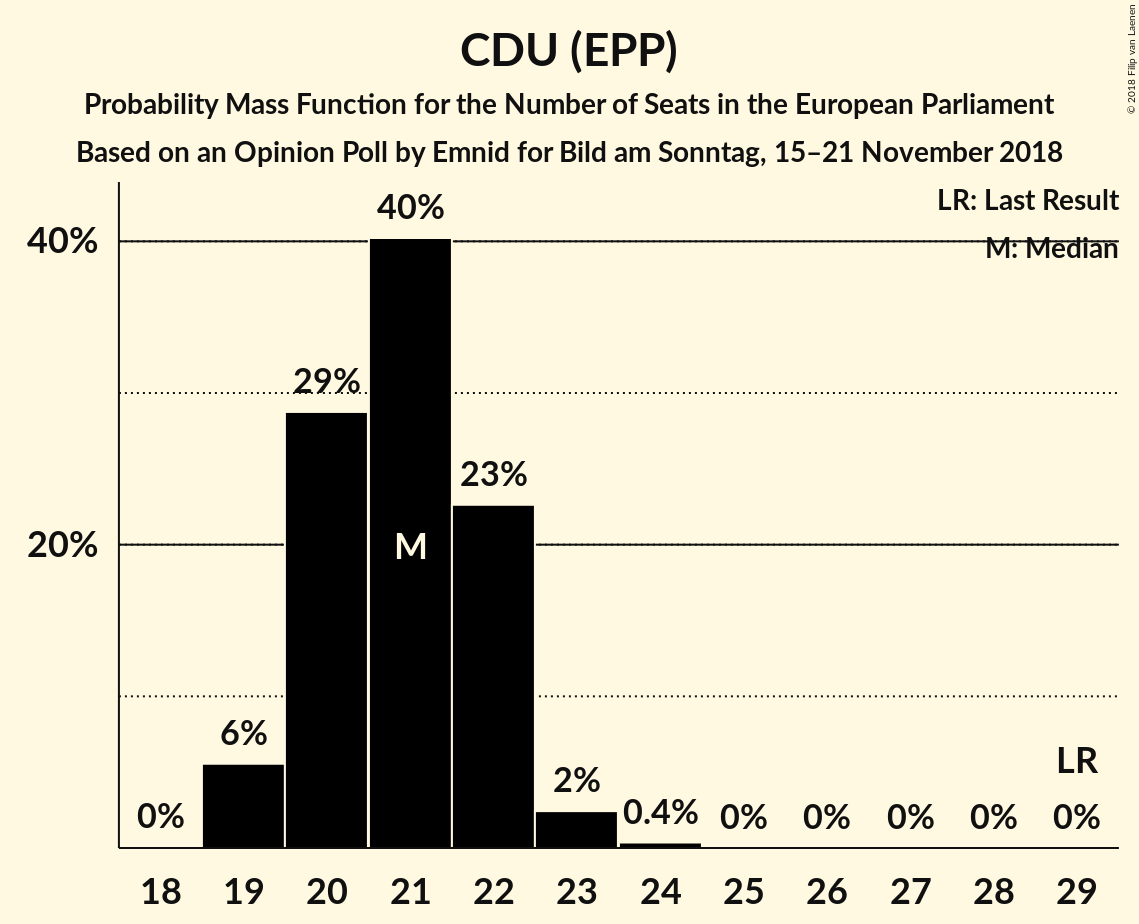 CDU (EPP)
Probability Mass Function for the Number of Seats in the European Parliament
Based on an Opinion Poll by Emnid for Bild am Sonntag, 15–21 November 2018
© 2018 Filip van Laenen
LR: Last Result
M: Median
40%
20%
0%
6%
29%
40%
M
23%
2%
0.4%
0%
0%
0%
0%
LR
0%
18 19 20 21 22 23 24 25 26 27 28 29